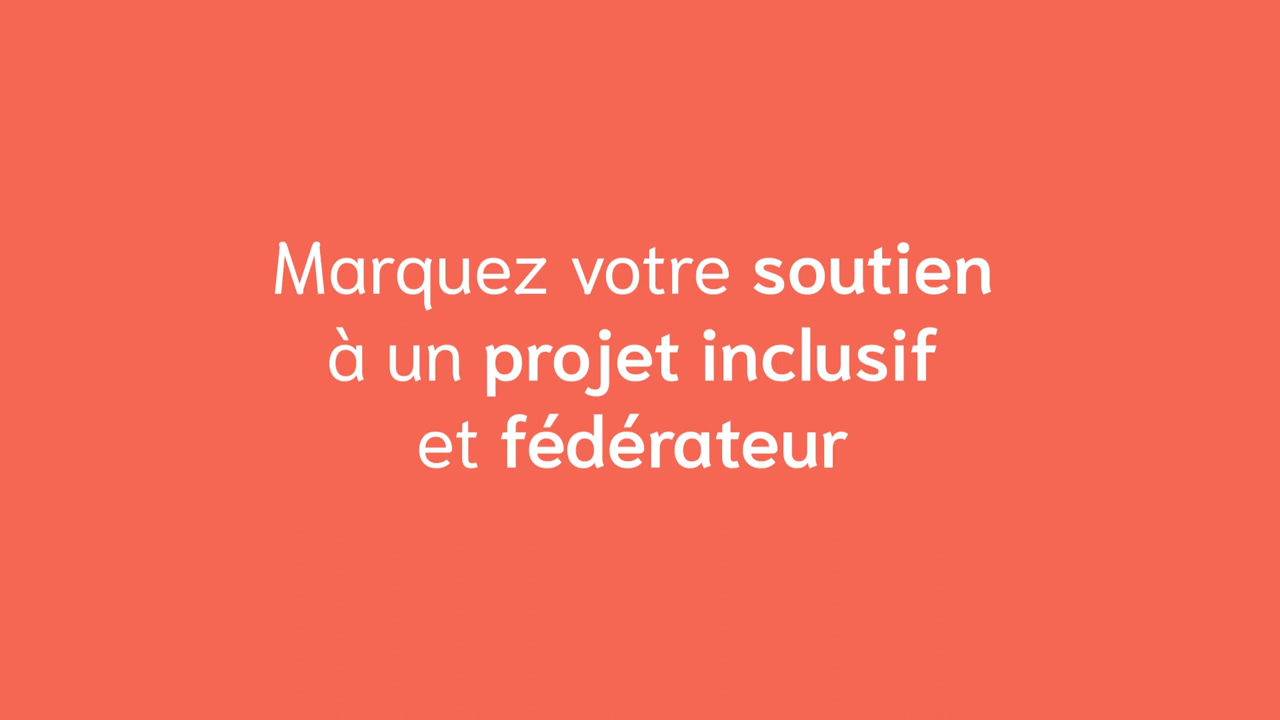 Marquez votre soutien
à un projet inclusif
et fédérateur